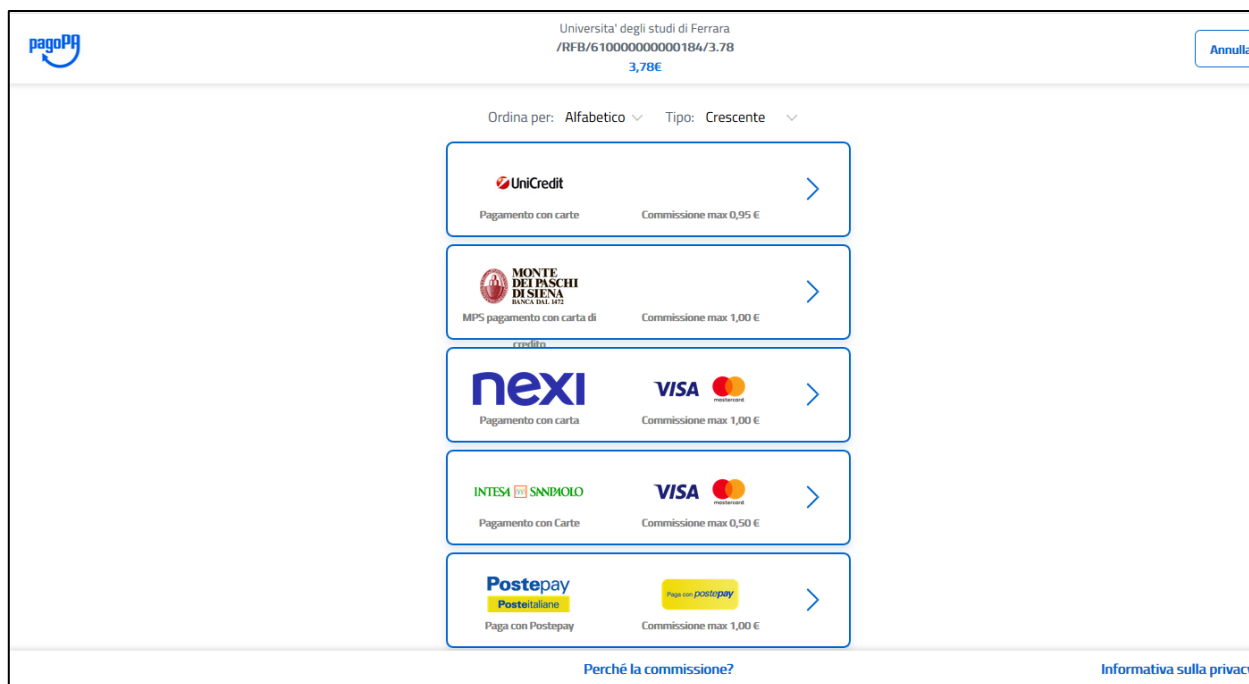 pagoPA
Universita' degli studi di Ferrara
/RFB/610000000000184/3.78
3,78€
Annulla
Ordina per: Alfabetico Tipo: Crescente
UniCredit
Pagamento con carte Commissione max 0,95 €
MONTE
DEI PASCHI
DI SIENA
BANCA DAL 1472
MPS pagamento con carta di Commissione max 1,00 €
credito
nexi VISA mastercard
Pagamento con carta Commissione max 1,00 €
INTESA SANPAOLO VISA mastercard
Pagamento con Carte Commissione max 0,50 €
Postepay
Posteitaliane
Paga con postepay
Paga con Postepay Commissione max 1,00 €
Perché la commissione? Informativa sulla privacy